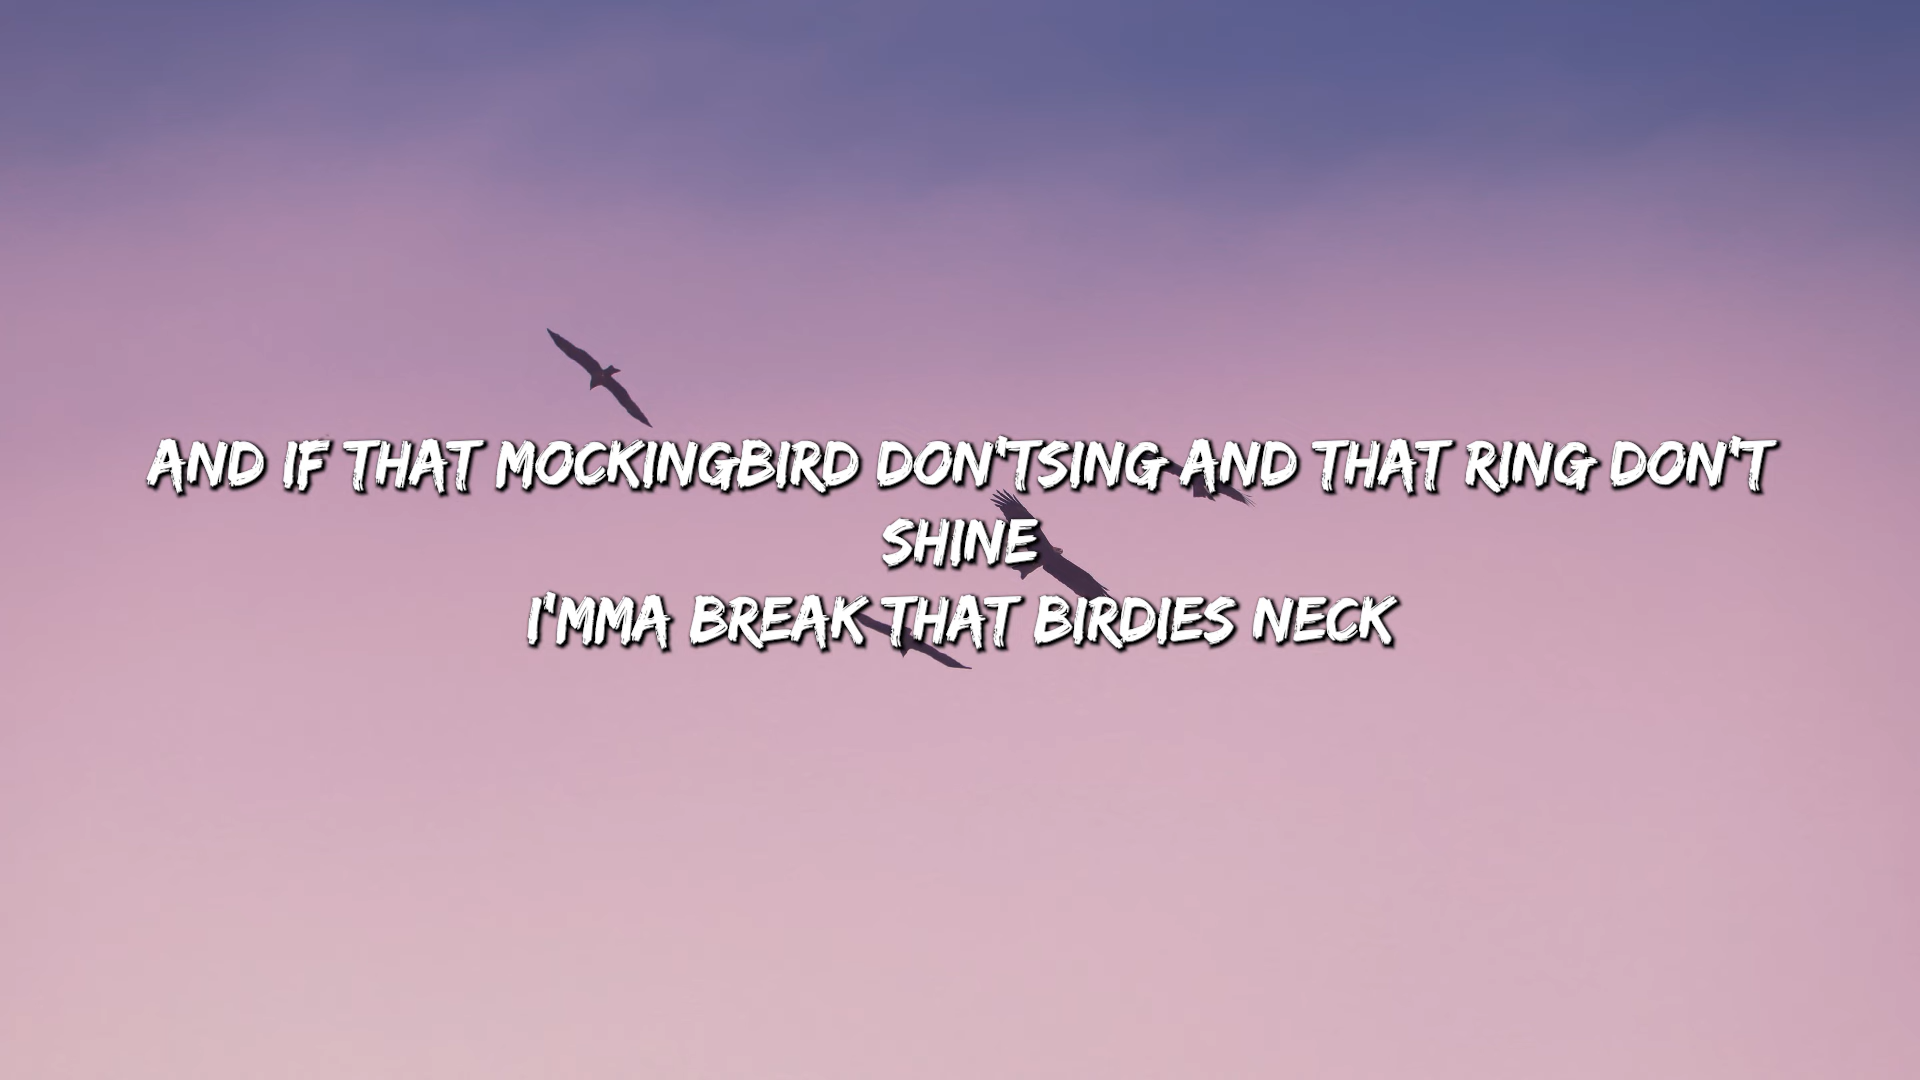 AND IF THAT MOCKINGBIRD DON'TSING AND THAT RING DON'T
SHINE
I'MMA BREAK THAT BIRDIES NECK